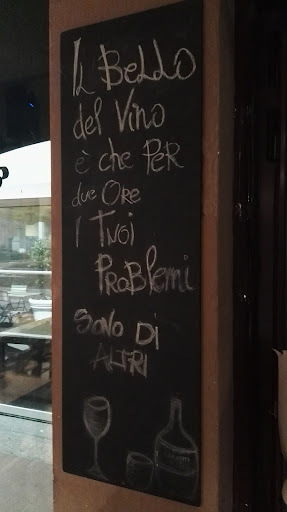 IL BeLLO
del Vino
è che PER
due ORe
I TuOi
PRoBlemi
SONO Di
ALTRI